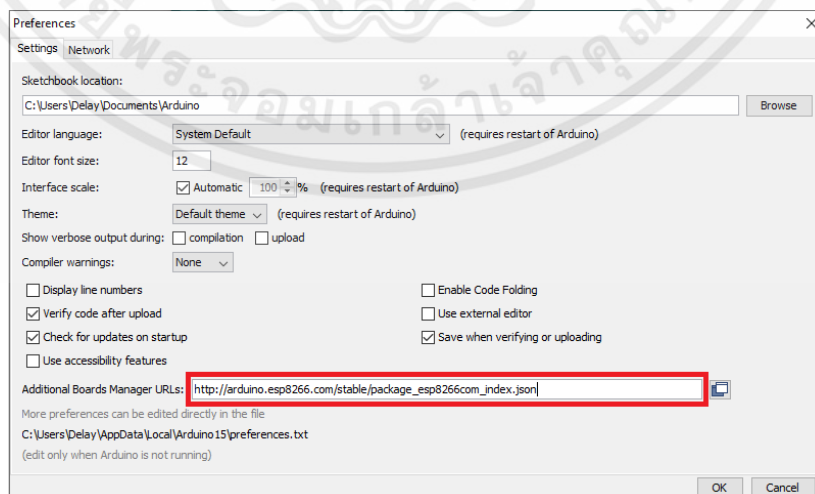 Preferences
Settings Network
Sketchbook location:
C:\Users\Delay\Documents\Arduino Browse
Editor language: System Default (requires restart of Arduino)
Editor font size: 12
Interface scale: Automatic 100 % (requires restart of Arduino)
Theme: Default theme (requires restart of Arduino)
Show verbose output during: compilation upload
Compiler warnings: None
Display line numbers Enable Code Folding
Verify code after upload Use external editor
Check for updates on startup Save when verifying or uploading
Use accessibility features
Additional Boards Manager URLs: http://arduino.esp8266.com/stable/package_esp8266com_index.json
More preferences can be edited directly in the file
C:\Users\Delay\AppData\Local\Arduino15\preferences.txt
(edit only when Arduino is not running)
OK Cancel